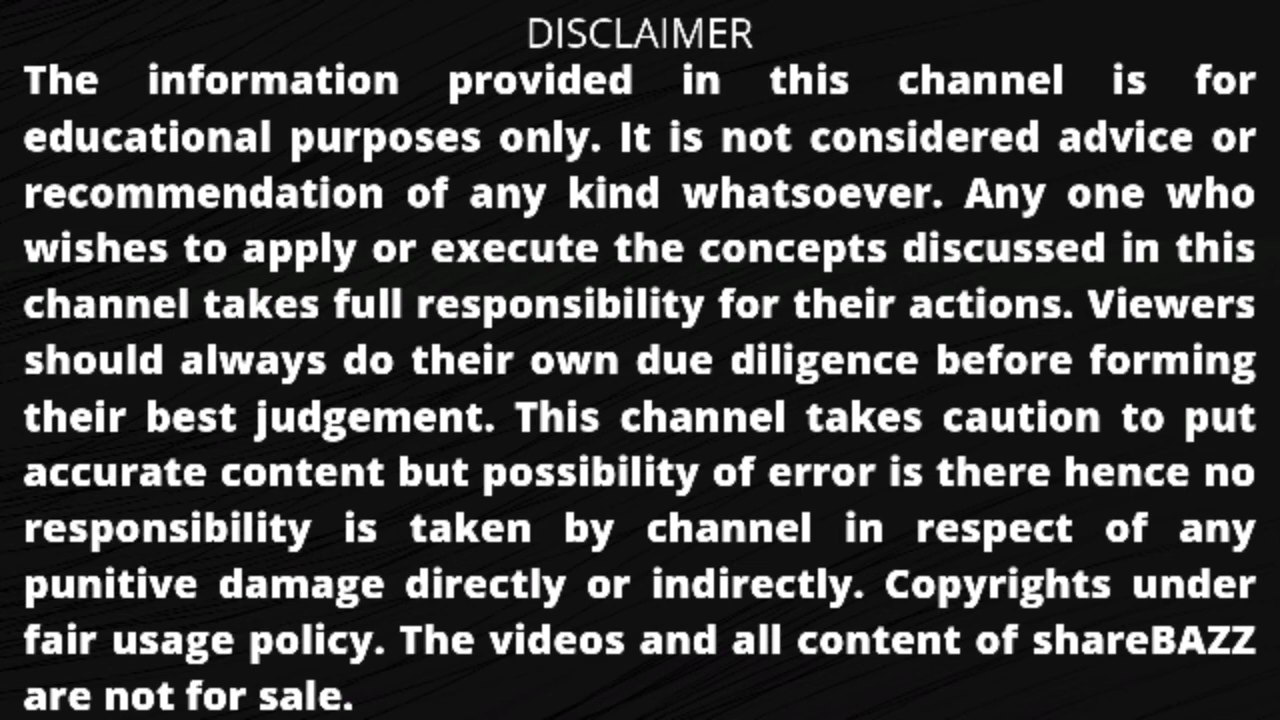 DISCLAIMER
The information provided in this channel is for
educational purposes only. It is not considered advice or
recommendation of any kind whatsoever. Any one who
wishes to apply or execute the concepts discussed in this
channel takes full responsibility for their actions. Viewers
should always do their own due diligence before forming
their best judgement. This channel takes caution to put
accurate content but possibility of error is there hence no
responsibility is taken by channel in respect of any
punitive damage directly or indirectly. Copyrights under
fair usage policy. The videos and all content of shareBAZZ
are not for sale.